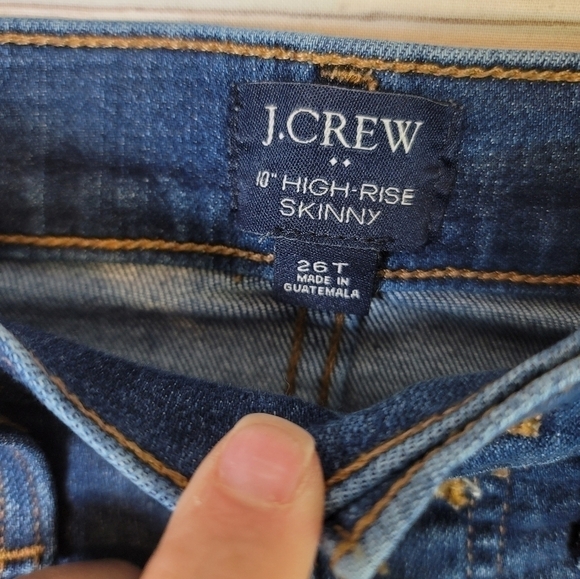 J.CREW
10" HIGH-RISE
SKINNY
26T
MADE IN
GUATEMALA